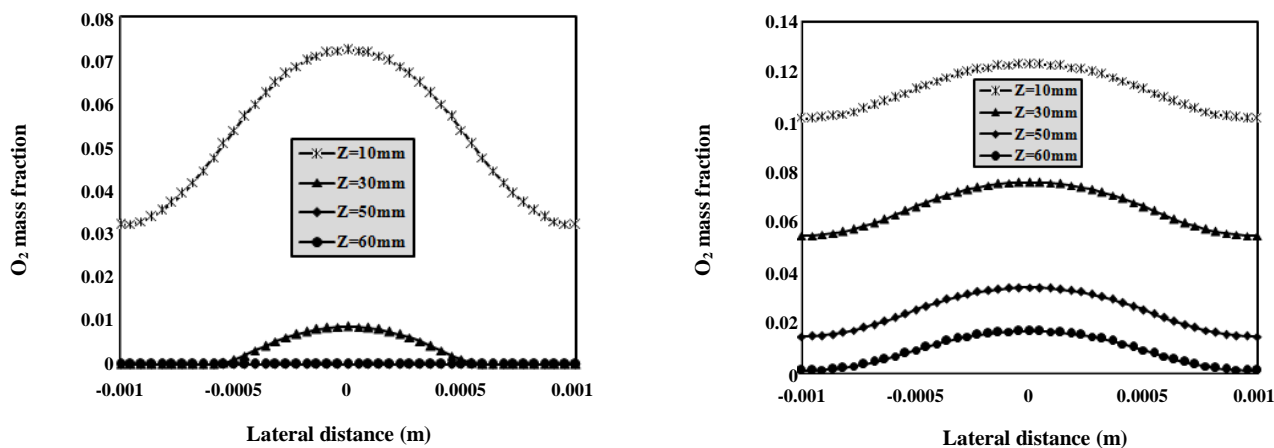 0.08
0.07
0.06
0.05
0.04
0.03
0.02
0.01
0
O2 mass fraction
Z=10mm
Z=30mm
Z=50mm
Z=60mm
-0.001
-0.0005
0
0.0005
0.001
Lateral distance (m)
0.14
0.12
0.1
0.08
0.06
0.04
0.02
0
O2 mass fraction
Z=10mm
Z=30mm
Z=50mm
Z=60mm
-0.001
-0.0005
0
0.0005
0.001
Lateral distance (m)